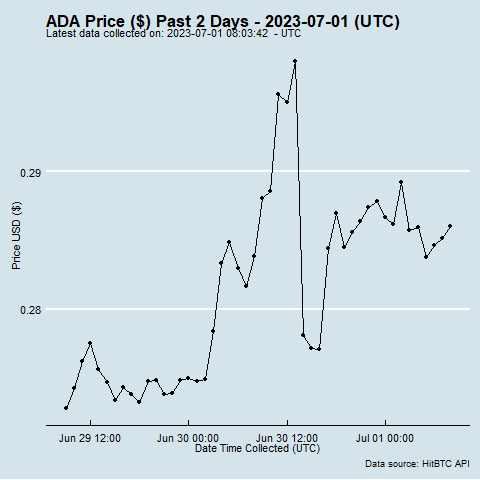 ADA Price ($) Past 2 Days - 2023-07-01 (UTC)
Latest data collected on: 2023-07-01 08:03:42 - UTC
0.29
Price USD ($)
0.28
Jun 29 12:00 Jun 30 00:00 Jun 30 12:00 Jul 01 00:00
Date Time Collected (UTC)
Data source: HitBTC API